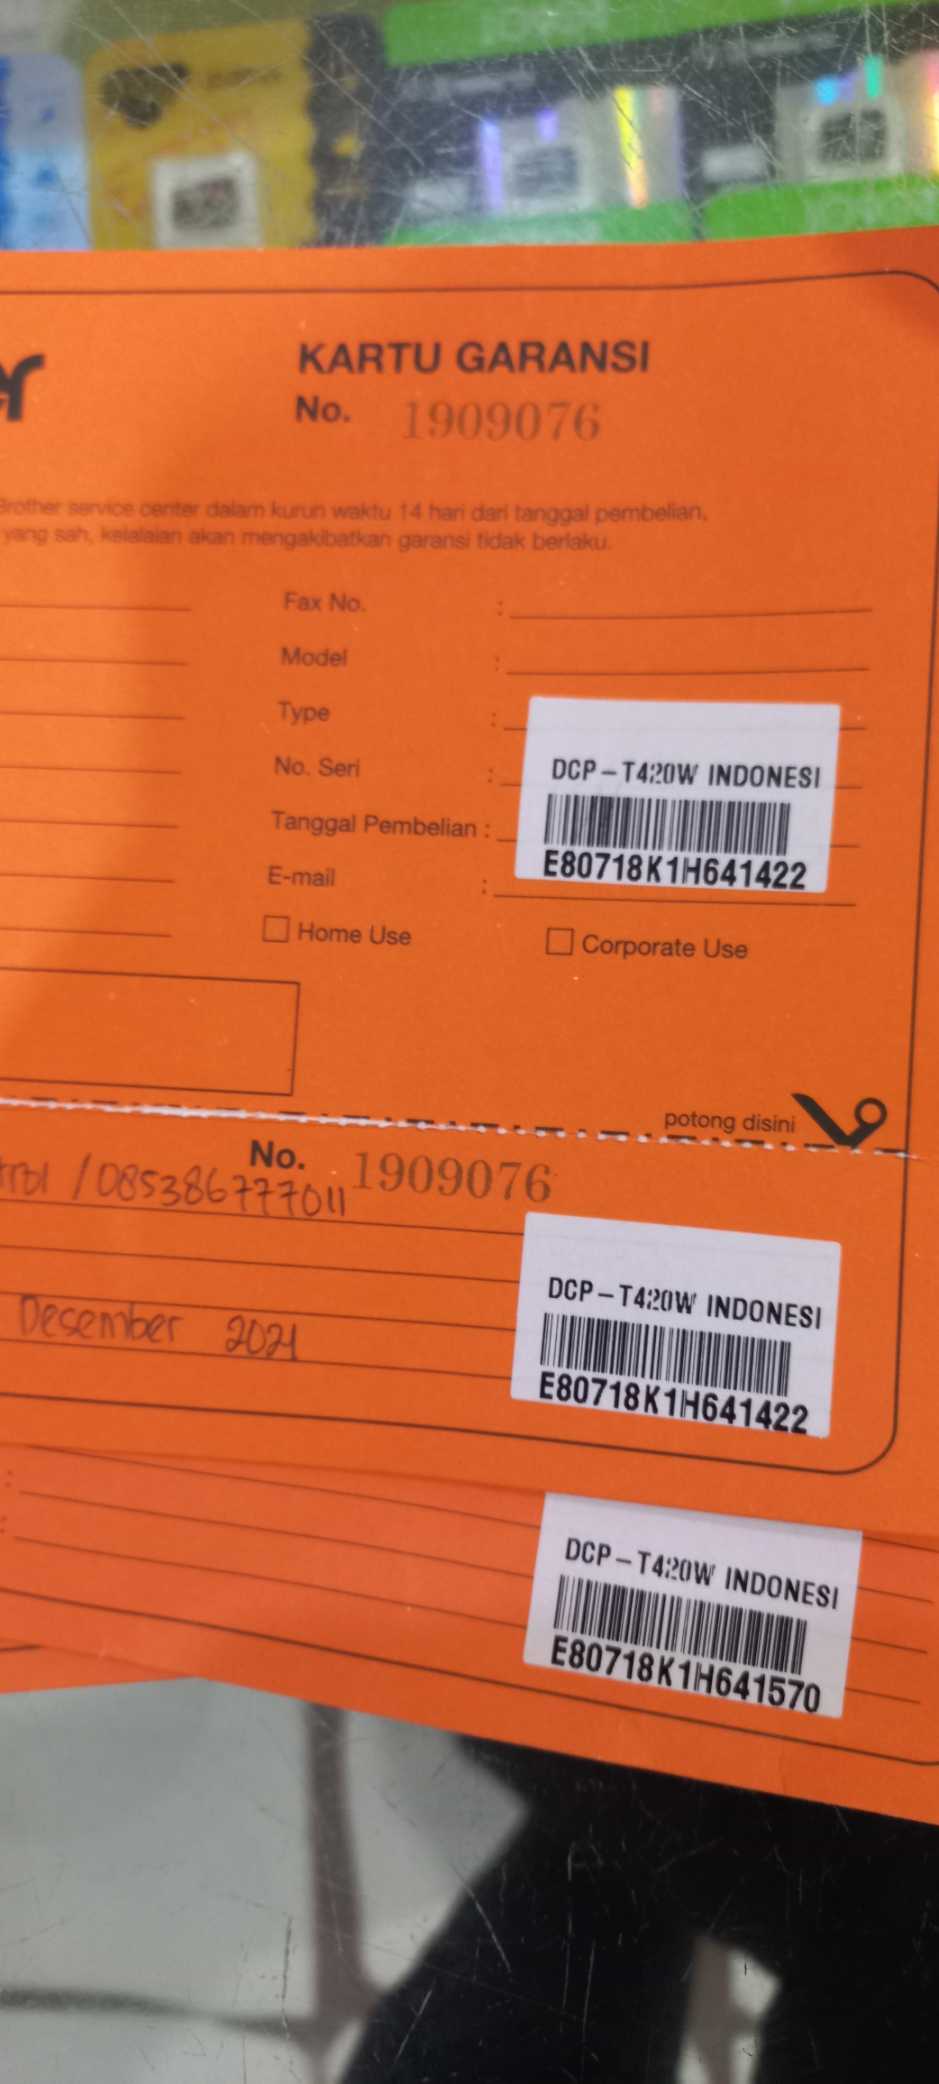 KARTU GARANSI
No. 1909076
Brother service center dalam kurun waktu 14 hari dari tanggal pembelian,
yang sah, kelalaian akan mengakibatkan garansi tidak berlaku.
Fax No. :
Model :
Type :
No. Seri :
DCP-T420W INDONESI
E80718K1H641422
Tanggal Pembelian :
E-mail :
Home Use
Corporate Use
potong disini
No. 1909076
/085386777011
DCP-T420W INDONESI
E80718K1H641422
Desember 2021
DCP-T420W INDONESI
E80718K1H641570